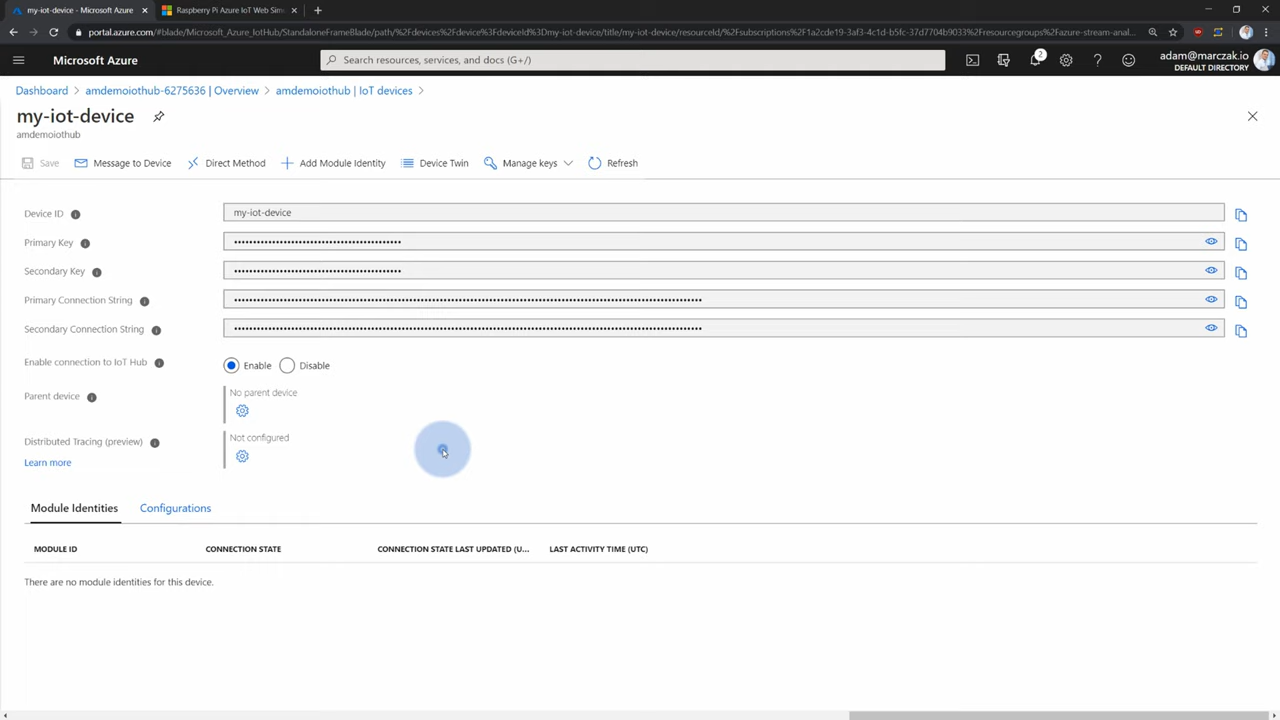 my-iot-device - Microsoft Azure
Raspberry Pi Azure IoT Web Sim
portal.azure.com/#blade/Microsoft_Azure_IotHub/StandaloneFrameBlade/path/%2Fdevices%2Fdevice%3FdeviceId%3Dmy-iot-device/title/my-iot-device/resourceId/%2Fsubscriptions%2F1a2cde19-3af3-4c1d-b5fc-37d7704b9033%2Fresourcegroups%2Fazure-stream-anal...
Microsoft Azure
Search resources, services, and docs (G+/)
2
adam@marczak.io
DEFAULT DIRECTORY
Dashboard > amdemoiothub-6275636 | Overview > amdemoiothub | IoT devices >
my-iot-device
amdemoiothub
Save
Message to Device
Direct Method
Add Module Identity
Device Twin
Manage keys
Refresh
Device ID
my-iot-device
Primary Key
Secondary Key
Primary Connection String
Secondary Connection String
Enable connection to IoT Hub
Enable
Disable
Parent device
No parent device
Distributed Tracing (preview)
Not configured
Learn more
Module Identities
Configurations
MODULE ID
CONNECTION STATE
CONNECTION STATE LAST UPDATED (U...
LAST ACTIVITY TIME (UTC)
There are no module identities for this device.